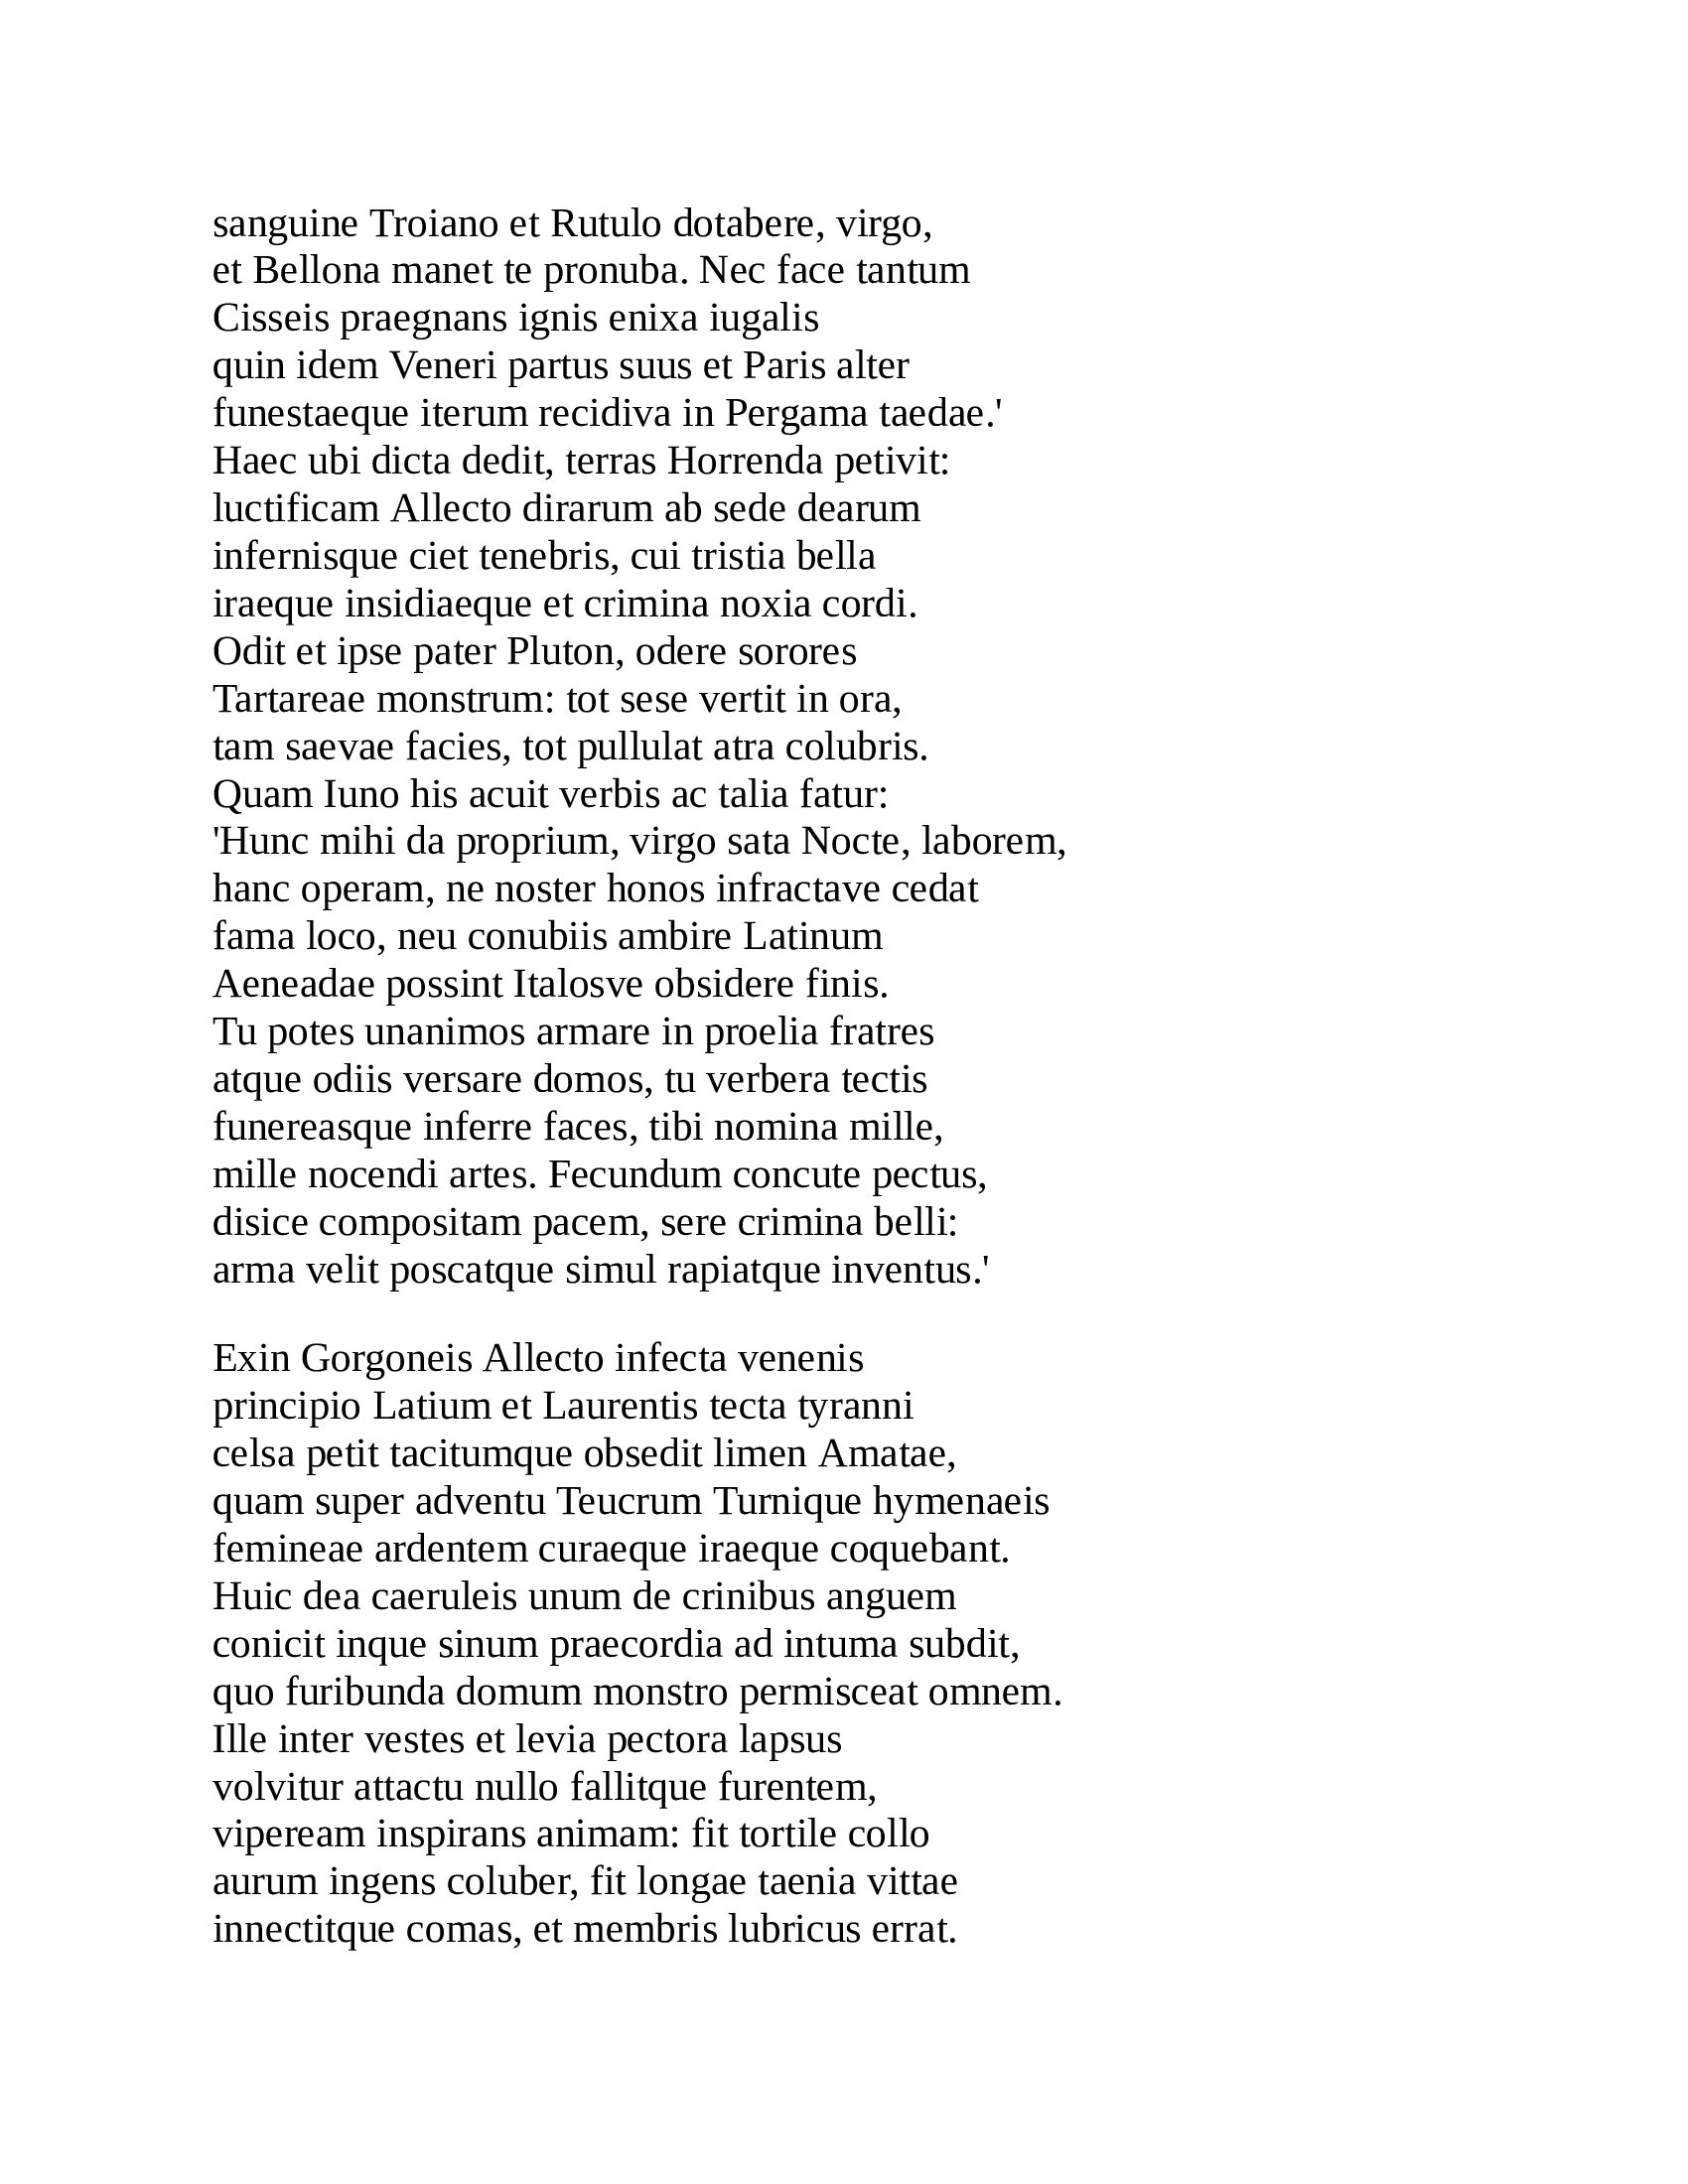 sanguine Troiano et Rutulo dotabere, virgo,
et Bellona manet te pronuba. Nec face tantum
Cisseis praegnans ignis enixa iugalis
quin idem Veneri partus suus et Paris alter
funestaeque iterum recidiva in Pergama taedae.'
Haec ubi dicta dedit, terras Horrenda petivit:
luctificam Allecto dirarum ab sede dearum
infernisque ciet tenebris, cui tristia bella
iraeque insidiaeque et crimina noxia cordi.
Odit et ipse pater Pluton, odere sorores
Tartareae monstrum: tot sese vertit in ora,
tam saevae facies, tot pullulat atra colubris.
Quam Iuno his acuit verbis ac talia fatur:
'Hunc mihi da proprium, virgo sata Nocte, laborem,
hanc operam, ne noster honos infractave cedat
fama loco, neu conubiis ambire Latinum
Aeneadae possint Italosve obsidere finis.
Tu potes unanimos armare in proelia fratres
atque odiis versare domos, tu verbera tectis
funereasque inferre faces, tibi nomina mille,
mille nocendi artes. Fecundum concute pectus,
disice compositam pacem, sere crimina belli:
arma velit poscatque simul rapiatque inventus.'
Exin Gorgoneis Allecto infecta venenis
principio Latium et Laurentis tecta tyranni
celsa petit tacitumque obsedit limen Amatae,
quam super adventu Teucrum Turnique hymenaeis
femineae ardentem curaeque iraeque coquebant.
Huic dea caeruleis unum de crinibus anguem
conicit inque sinum praecordia ad intuma subdit,
quo furibunda domum monstro permisceat omnem.
Ille inter vestes et levia pectora lapsus
volvitur attactu nullo fallitque furentem,
vipeream inspirans animam: fit tortile collo
aurum ingens coluber, fit longae taenia vittae
innectitque comas, et membris lubricus errat.